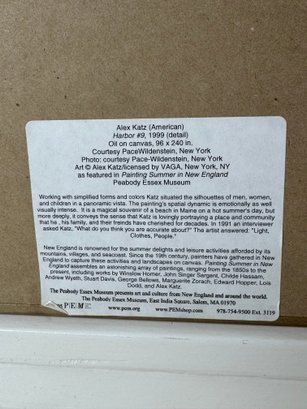 Alex Katz (American)
Harbor #9, 1999 (detail)
Oil on canvas, 96 x 240 in.
Courtesy PaceWildenstein, New York
Photo: courtesy Pace-Wildenstein, New York
Art © Alex Katz/licensed by VAGA, New York, NY
as featured in Painting Summer in New England
Peabody Essex Museum
Working with simplified forms and colors Katz situated the silhouettes of men, women,
and children in a panoramic vista. The painting's spatial dynamic is emotionally as well
visually intense. It is a magical souvenir of a beach in Maine on a hot summer's day, but
more deeply, it conveys the sense that Katz is lovingly portraying a place and community
that he , his family, and their friends have cherished for decades. In 1991 an interviewer
asked Katz, "What do you think you are accurate about?" The artist answered: "Light,
Clothes, People."
New England is renowned for the summer delights and leisure activities afforded by its
mountains, villages, and seacoast. Since the 19th century, painters have gathered in New
England to capture these activities and landscapes on canvas. Painting Summer in New
England assembles an astonishing array of paintings, ranging from the 1850s to the
present, including works by Winslow Homer, John Singer Sargent, Childe Hassam,
Andrew Wyeth, Stuart Davis, George Bellows, Marguerite Zorach, Edward Hopper, Lois
Dodd, and Alex Katz.
The Peabody Essex Museum presents art and culture from New England and around the world.
The Peabody Essex Museum, East India Square, Salem, MA 01970
PEM www.pem.org www.PEMshop.com 978-754-9500 Ext. 3119